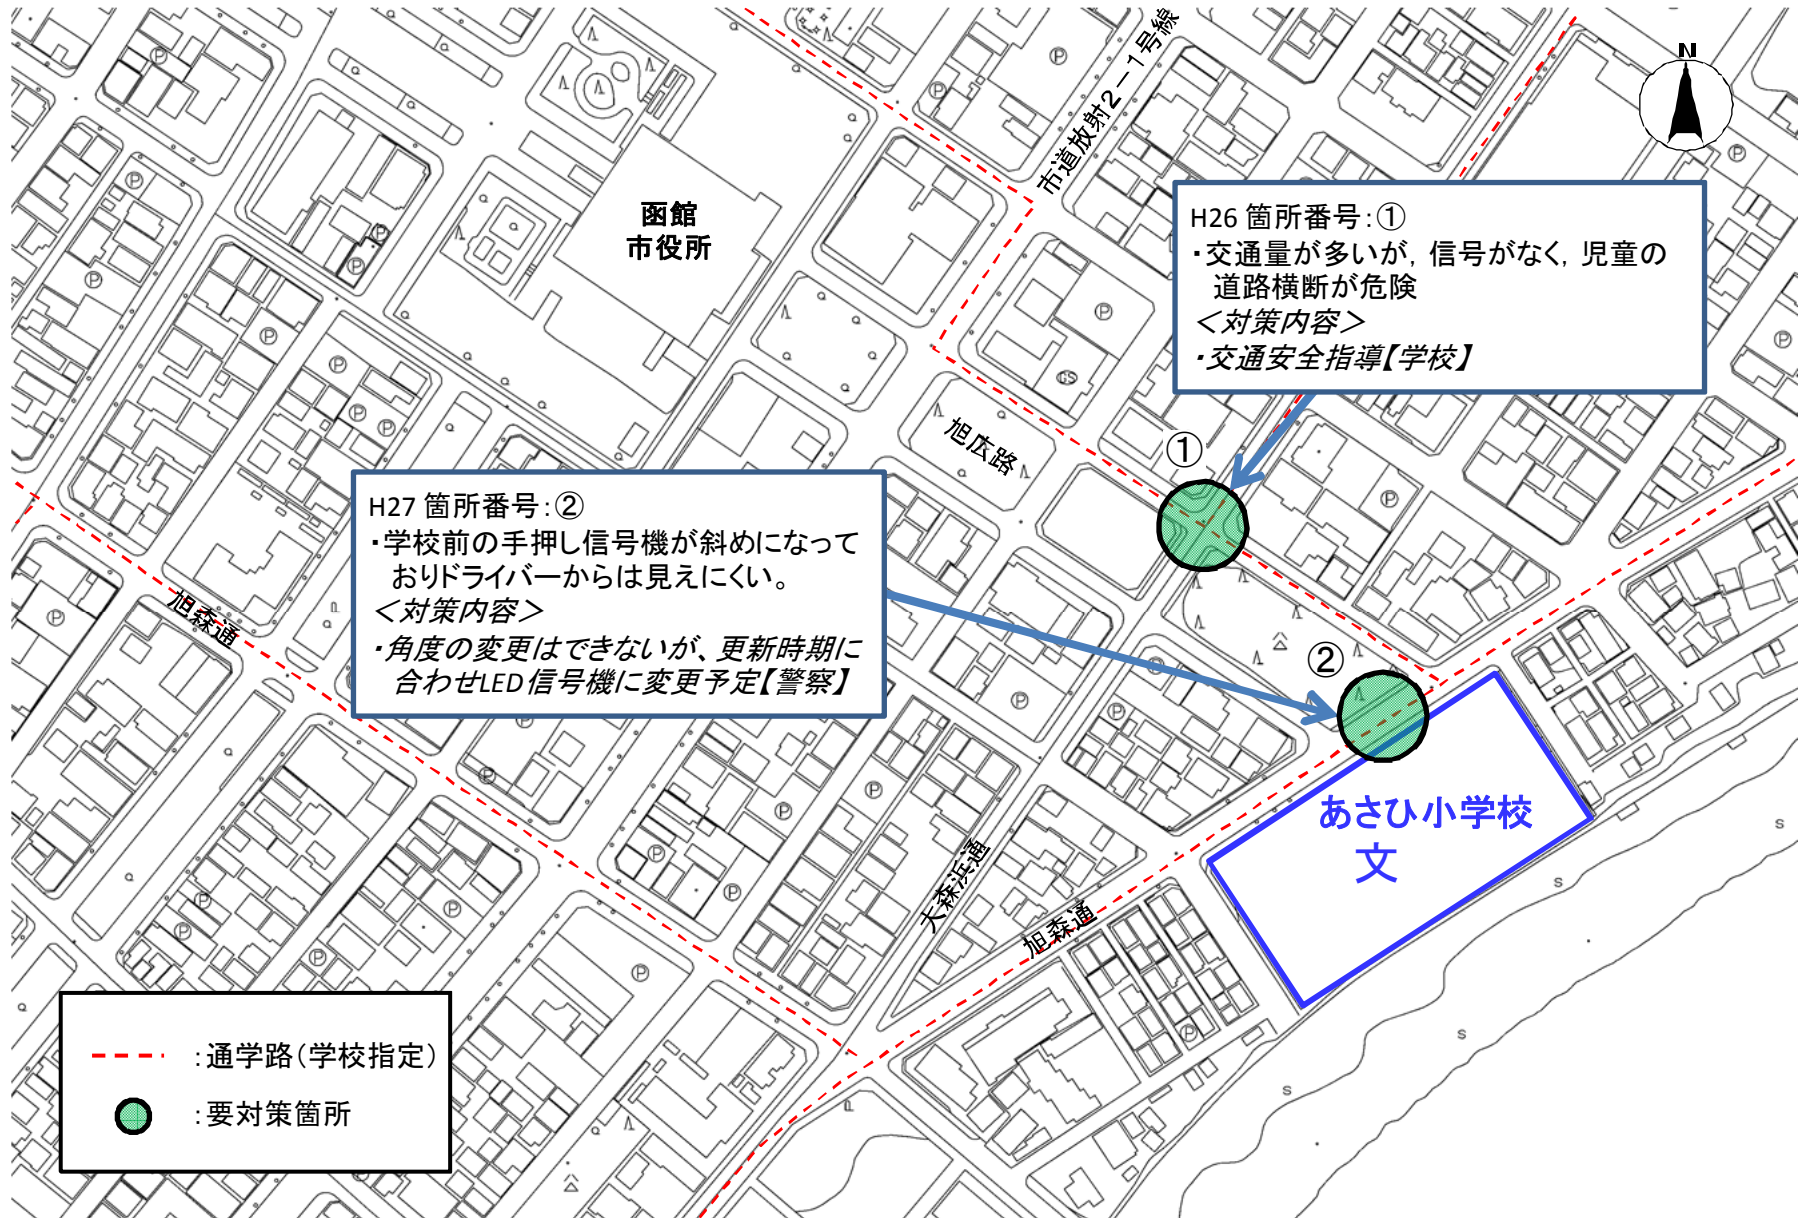 N
市道放射2－1号線
函館
市役所
H26 箇所番号：①
・交通量が多いが，信号がなく，児童の
道路横断が危険
＜対策内容＞
・交通安全指導【学校】
旭広路
①
H27 箇所番号：②
・学校前の手押し信号機が斜めになって
おりドライバーからは見えにくい。
＜対策内容＞
・角度の変更はできないが、更新時期に
合わせLED信号機に変更予定【警察】
旭森通
②
あさひ小学校
文
大森浜通
旭森通
：通学路（学校指定）
：要対策箇所